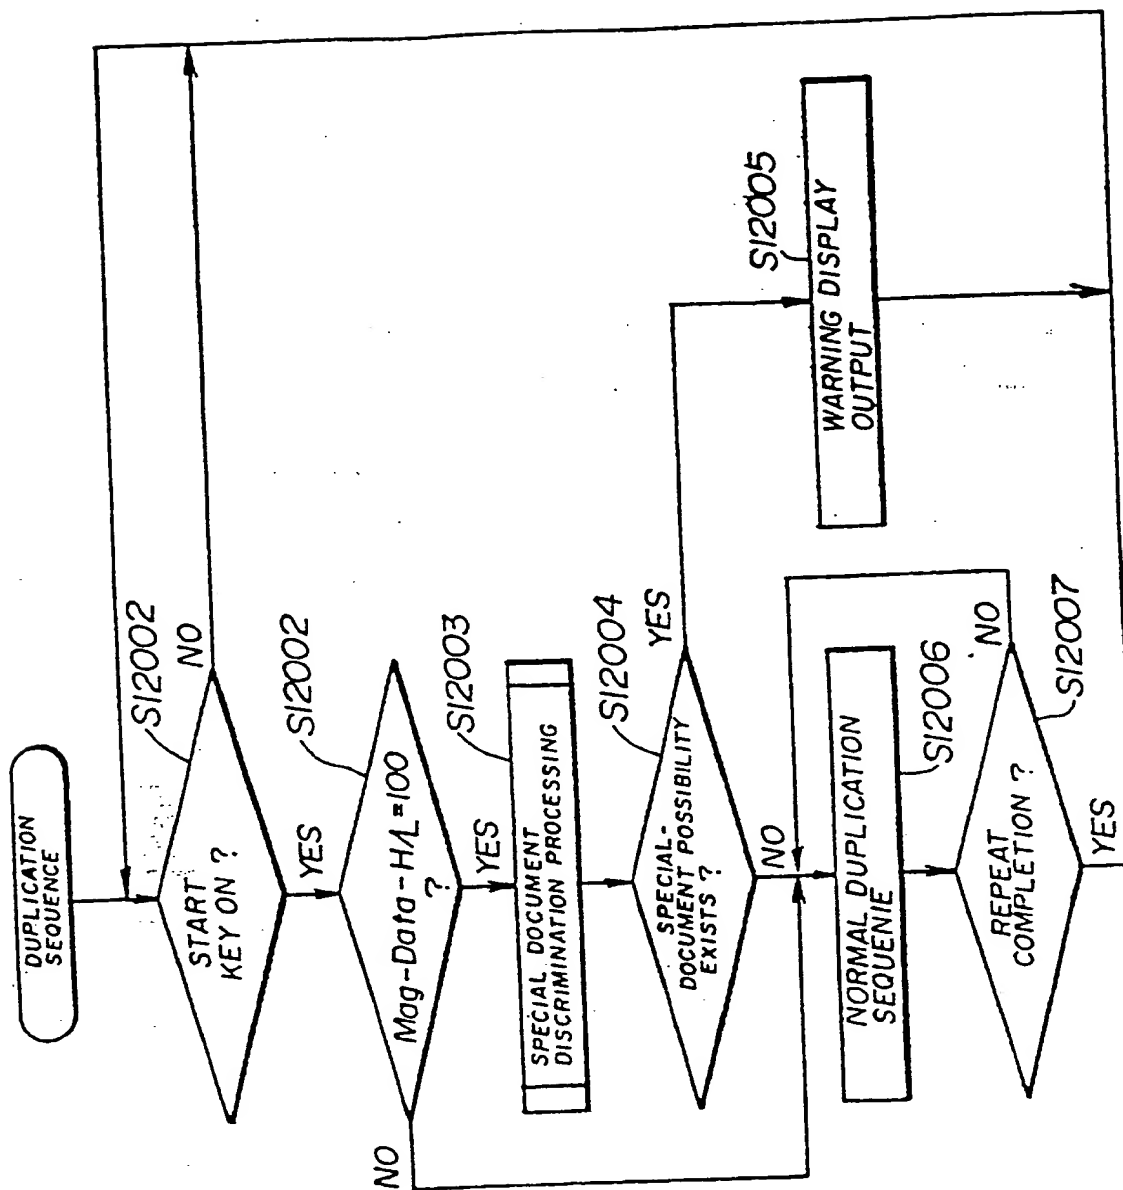 DUPLICATION
SEQUENCE
S12002
START
KEY ON ?
NO
YES
S12002
Mag-Data-H/L=100
?
NO
YES
S12003
SPECIAL DOCUMENT
DISCRIMINATION PROCESSING
S12004
SPECIAL-
DOCUMENT POSSIBILITY
EXISTS ?
YES
NO
S12005
WARNING DISPLAY
OUTPUT
NORMAL DUPLICATION
SEQUENIE
S12006
REPEAT
COMPLETION ?
NO
S12007
YES